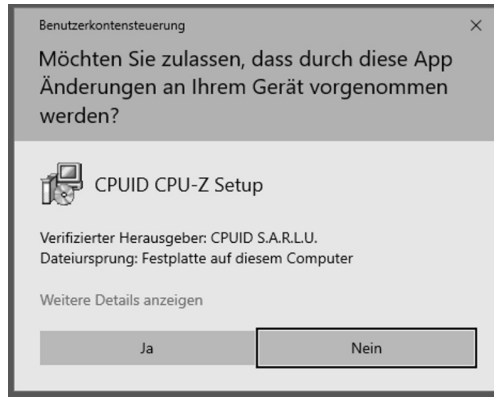 Benutzerkontensteuerung
Möchten Sie zulassen, dass durch diese App
Änderungen an Ihrem Gerät vorgenommen
werden?
CPUID CPU-Z Setup
Verifizierter Herausgeber: CPUID S.A.R.L.U.
Dateiursprung: Festplatte auf diesem Computer
Weitere Details anzeigen
Ja
Nein